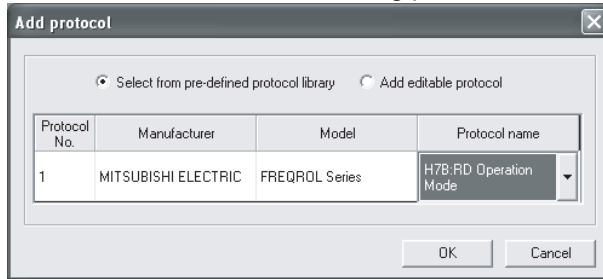 Add protocol
Select from pre-defined protocol library Add editable protocol
Protocol No. Manufacturer Model Protocol name
1 MITSUBISHI ELECTRIC FREQROL Series H7B:RD Operation Mode
OK Cancel